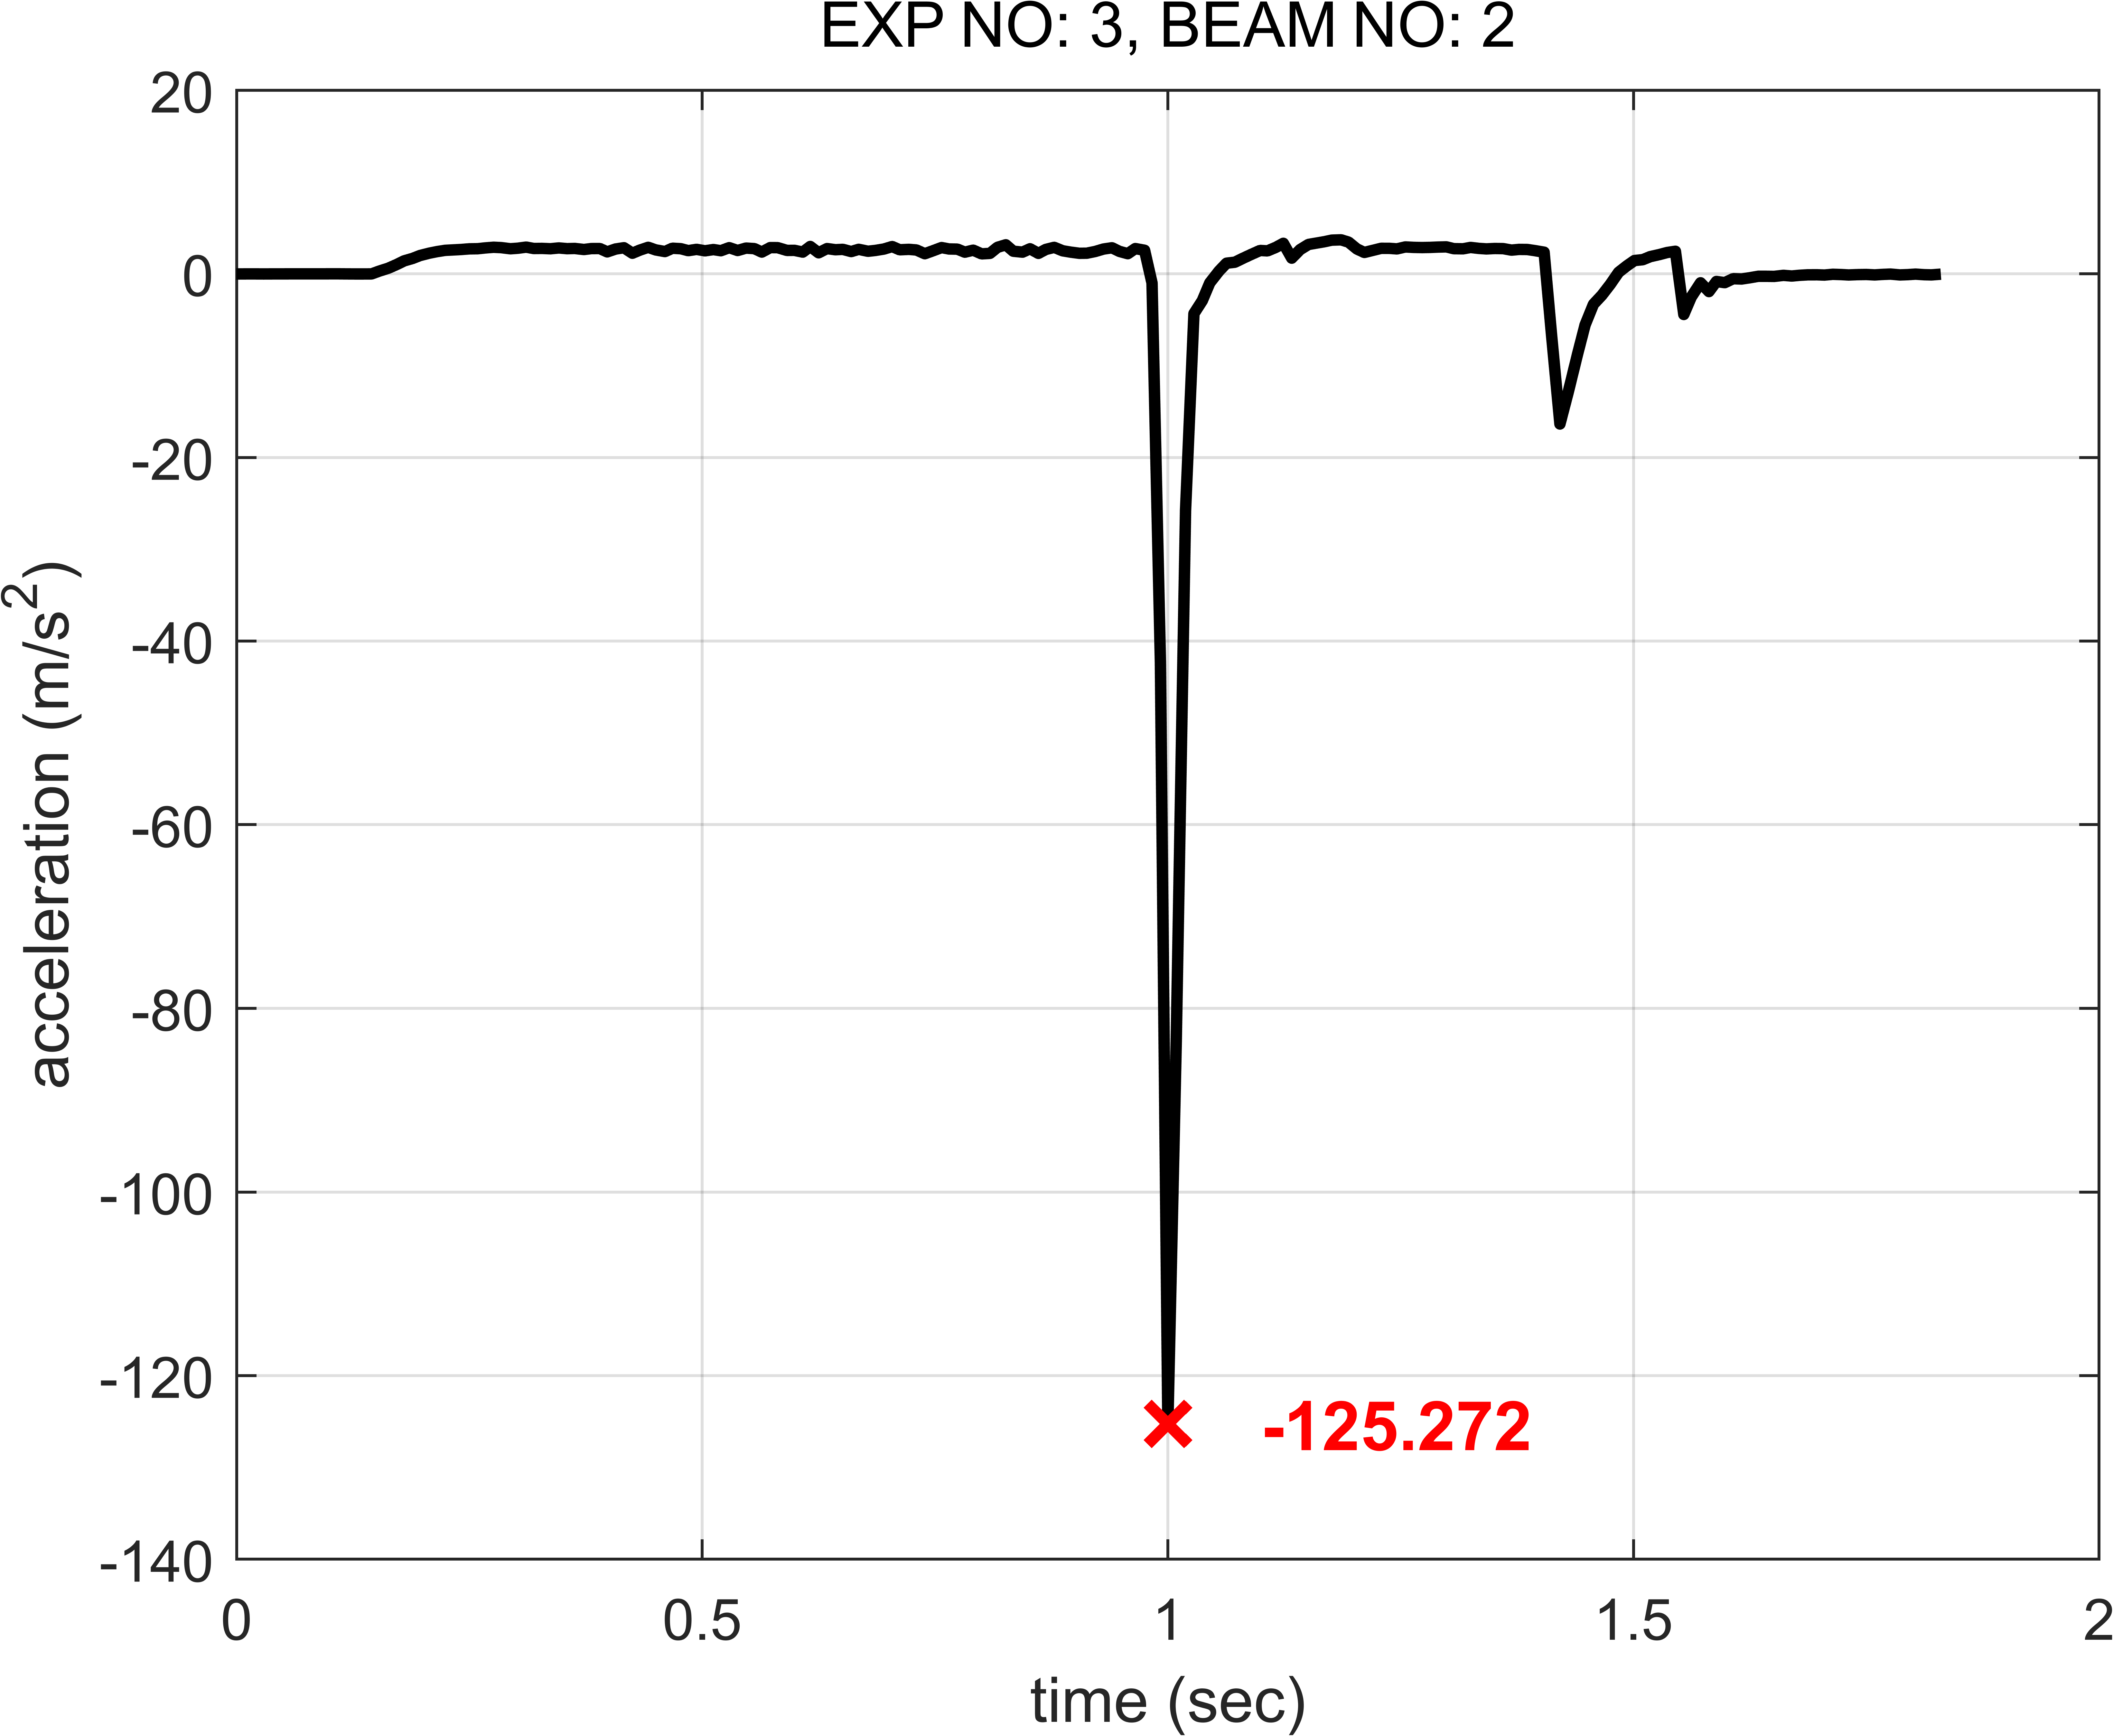 EXP NO: 3, BEAM NO: 2
20
0
-20
-40
-60
-80
-100
-120
-140
acceleration (m/s²)
-125.272
0 0.5 1 1.5 2
time (sec)